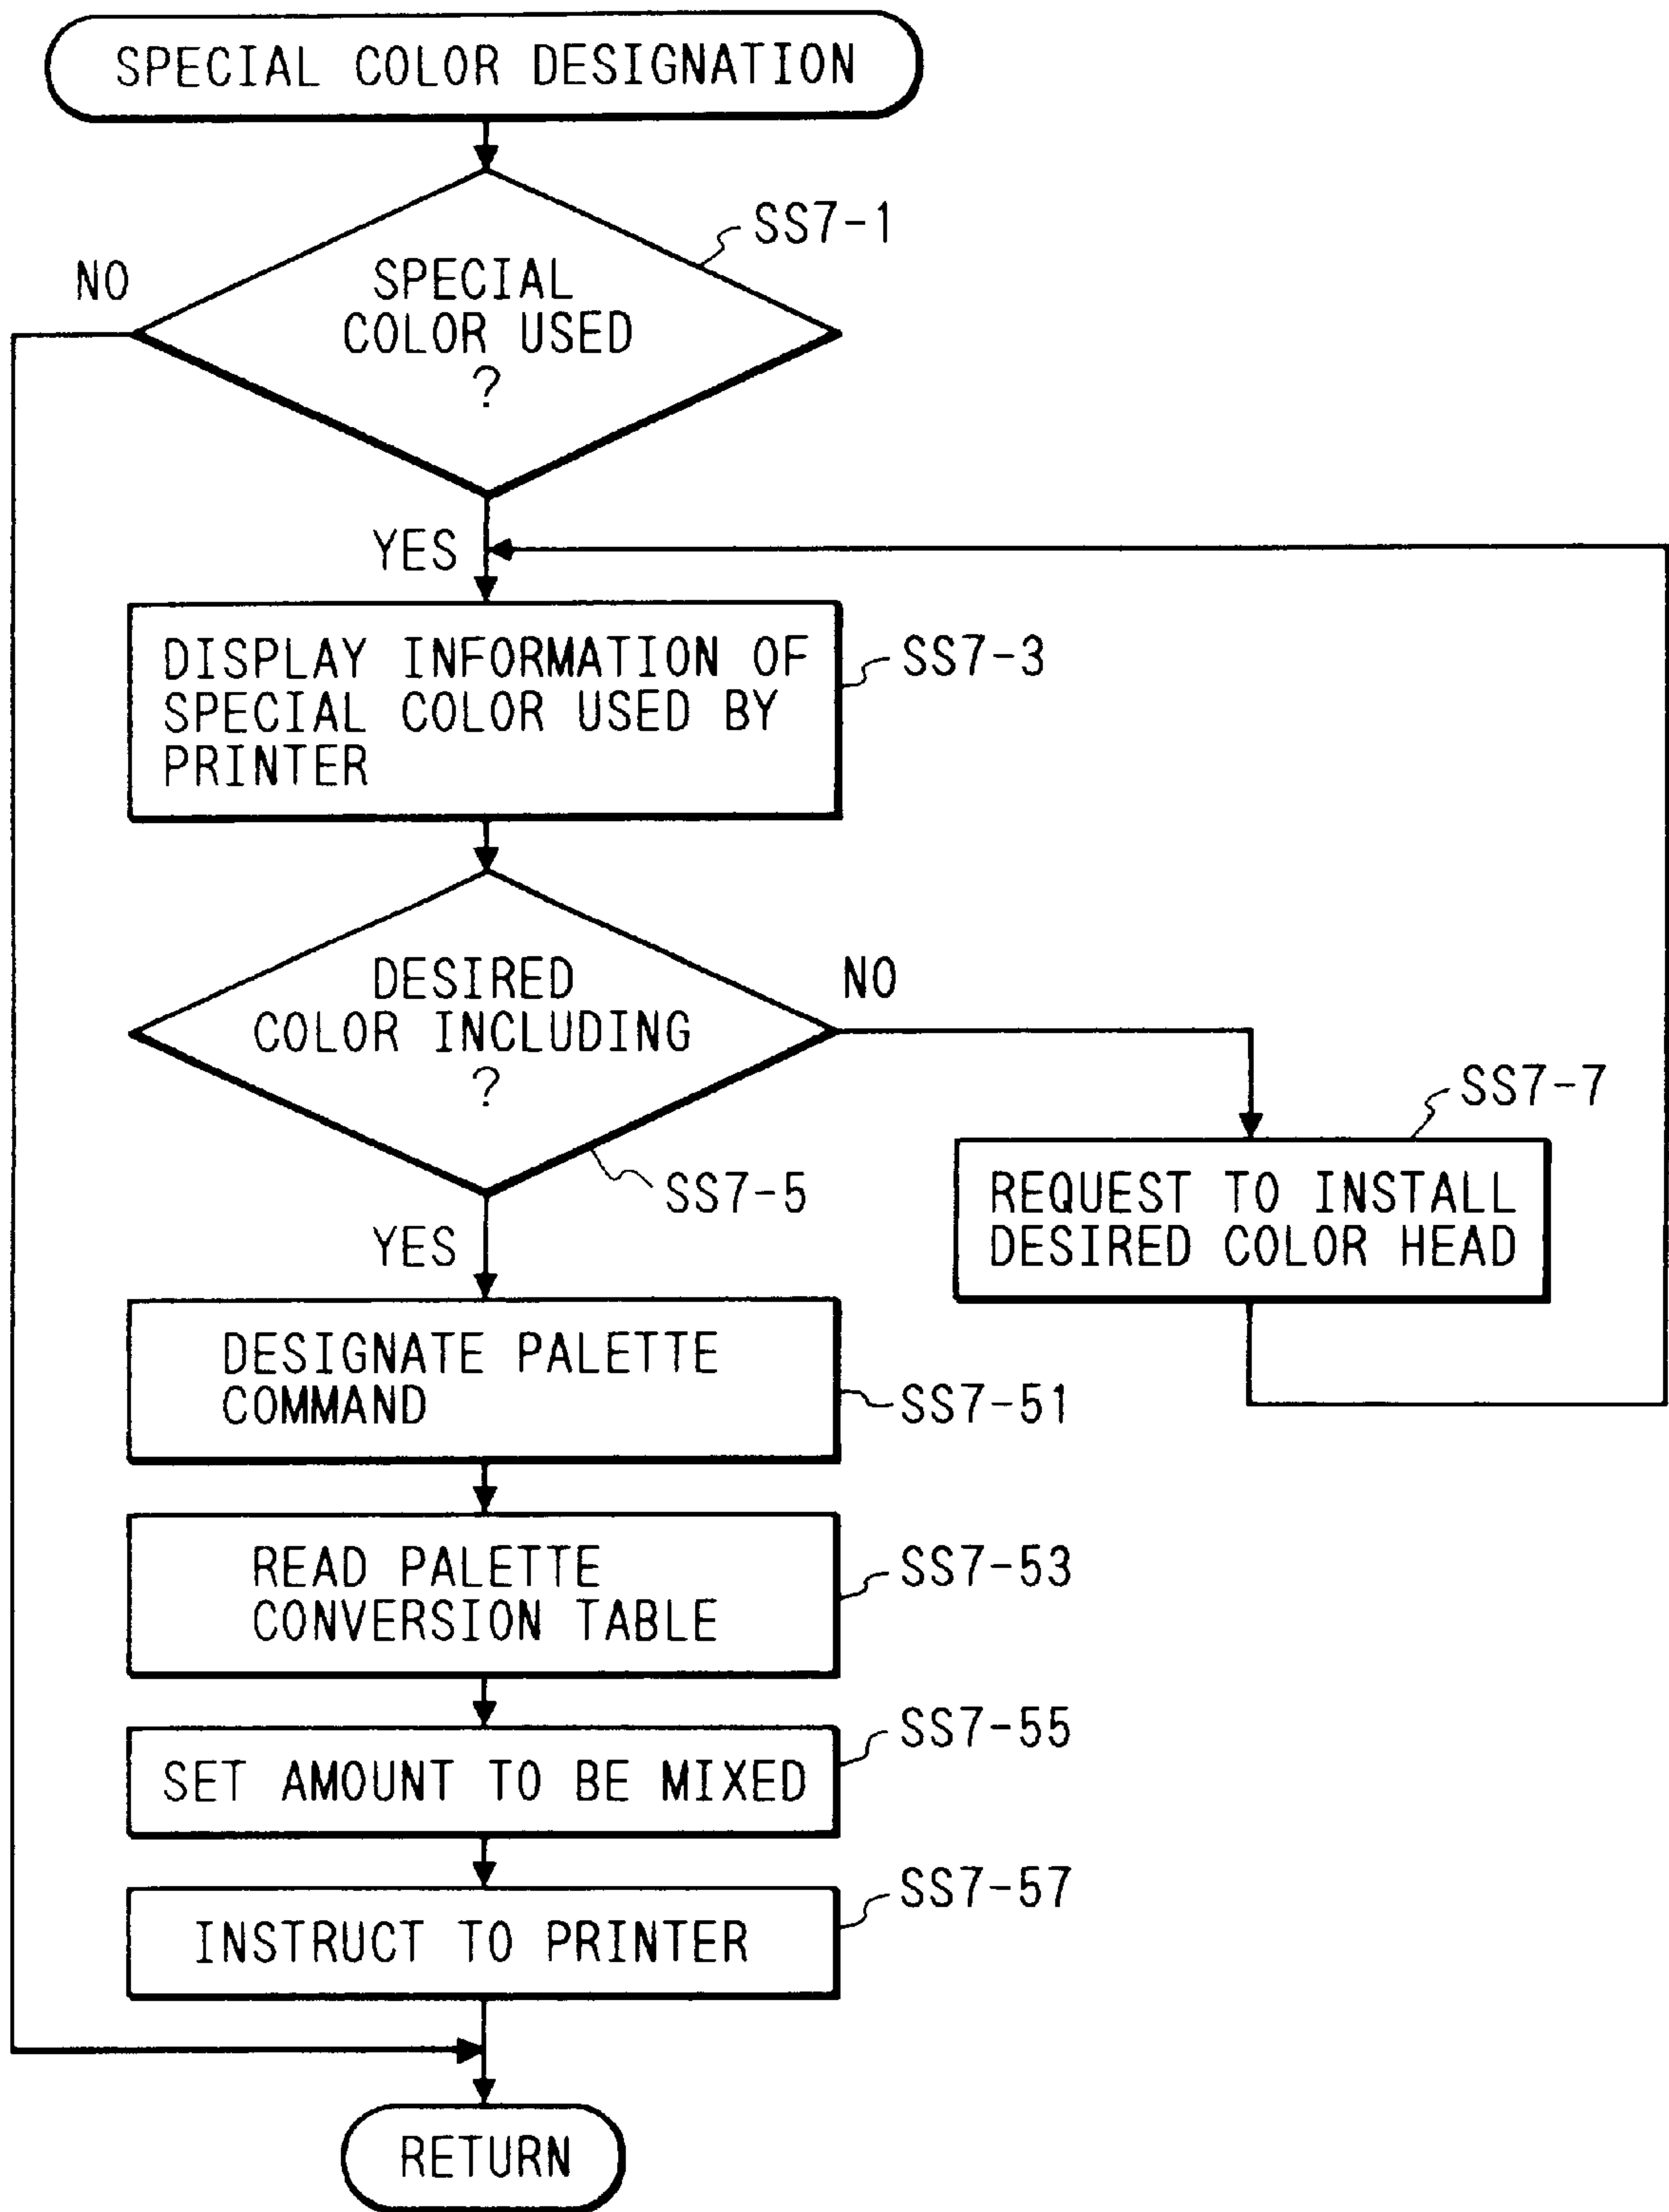 SPECIAL COLOR DESIGNATION
SS7-1
NO
SPECIAL
COLOR USED
?
YES
DISPLAY INFORMATION OF
SPECIAL COLOR USED BY
PRINTER
SS7-3
DESIRED
COLOR INCLUDING
?
NO
SS7-5
SS7-7
REQUEST TO INSTALL
DESIRED COLOR HEAD
YES
DESIGNATE PALETTE
COMMAND
SS7-51
READ PALETTE
CONVERSION TABLE
SS7-53
SET AMOUNT TO BE MIXED
SS7-55
INSTRUCT TO PRINTER
SS7-57
RETURN